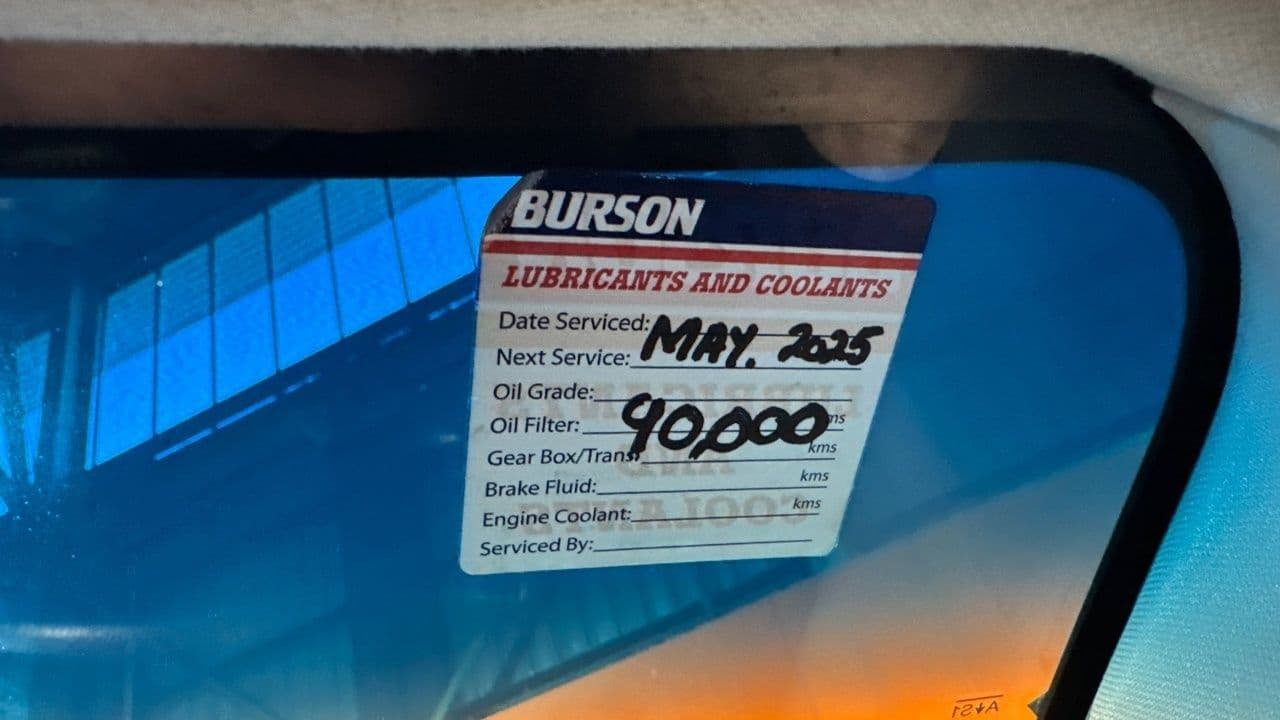 BURSON
LUBRICANTS AND COOLANTS
Date Serviced:
Next Service: MAY. 2025
Oil Grade:
Oil Filter: 90,000 ms
Gear Box/Trans: kms
Brake Fluid: kms
Engine Coolant: kms
Serviced By: